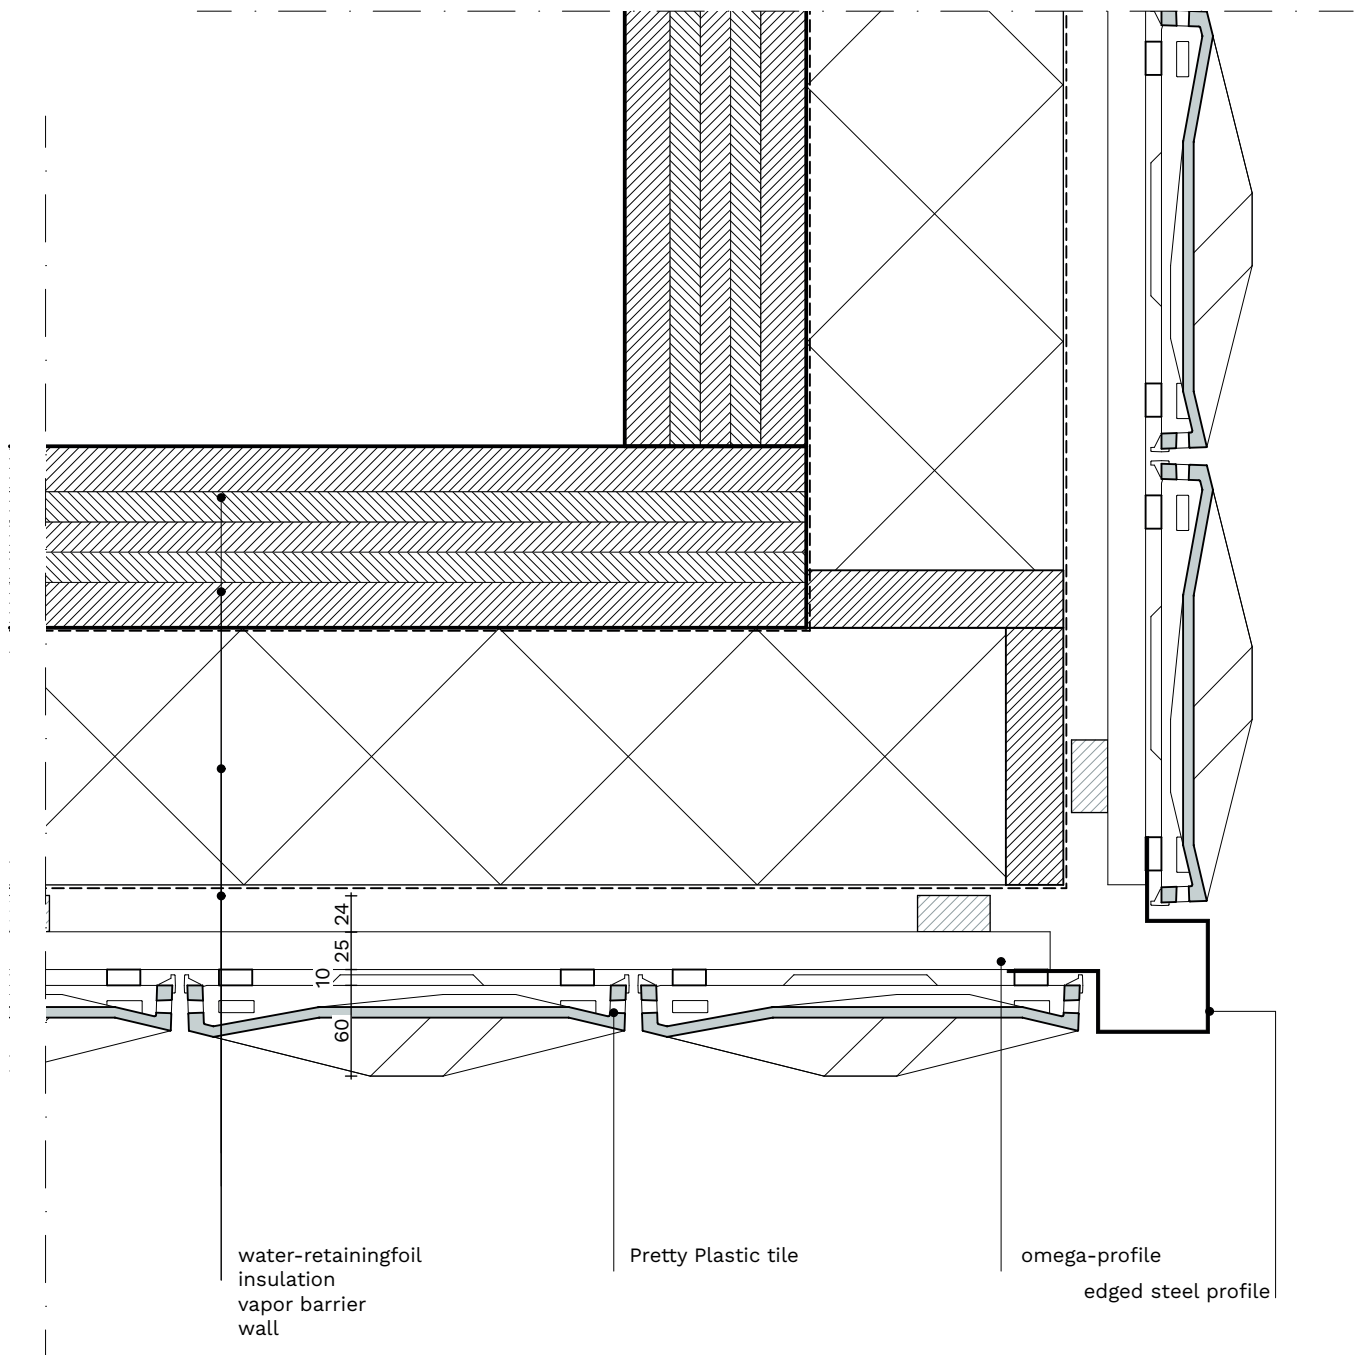 24
25
10
60
water-retainingfoil
insulation
vapor barrier
wall
Pretty Plastic tile
omega-profile
edged steel profile